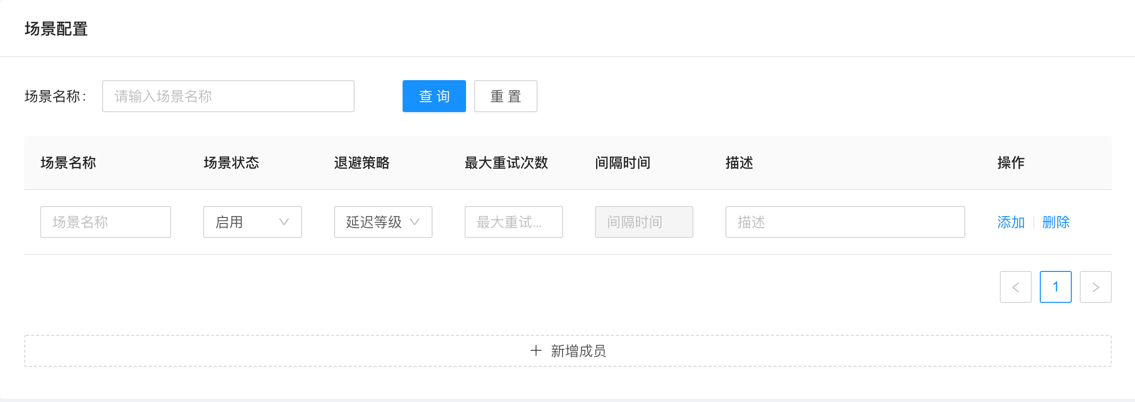 场景配置
场景名称: 请输入场景名称 查 询 重 置
场景名称 场景状态 退避策略 最大重试次数 间隔时间 描述 操作
场景名称 启用 延迟等级 最大重试... 间隔时间 描述 添加 删除
1
新增成员